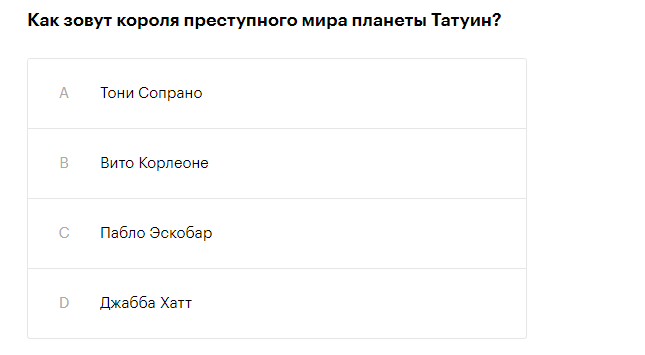 Как зовут короля преступного мира планеты Татуин?
A Тони Сопрано
B Вито Корлеоне
C Пабло Эскобар
D Джабба Хатт